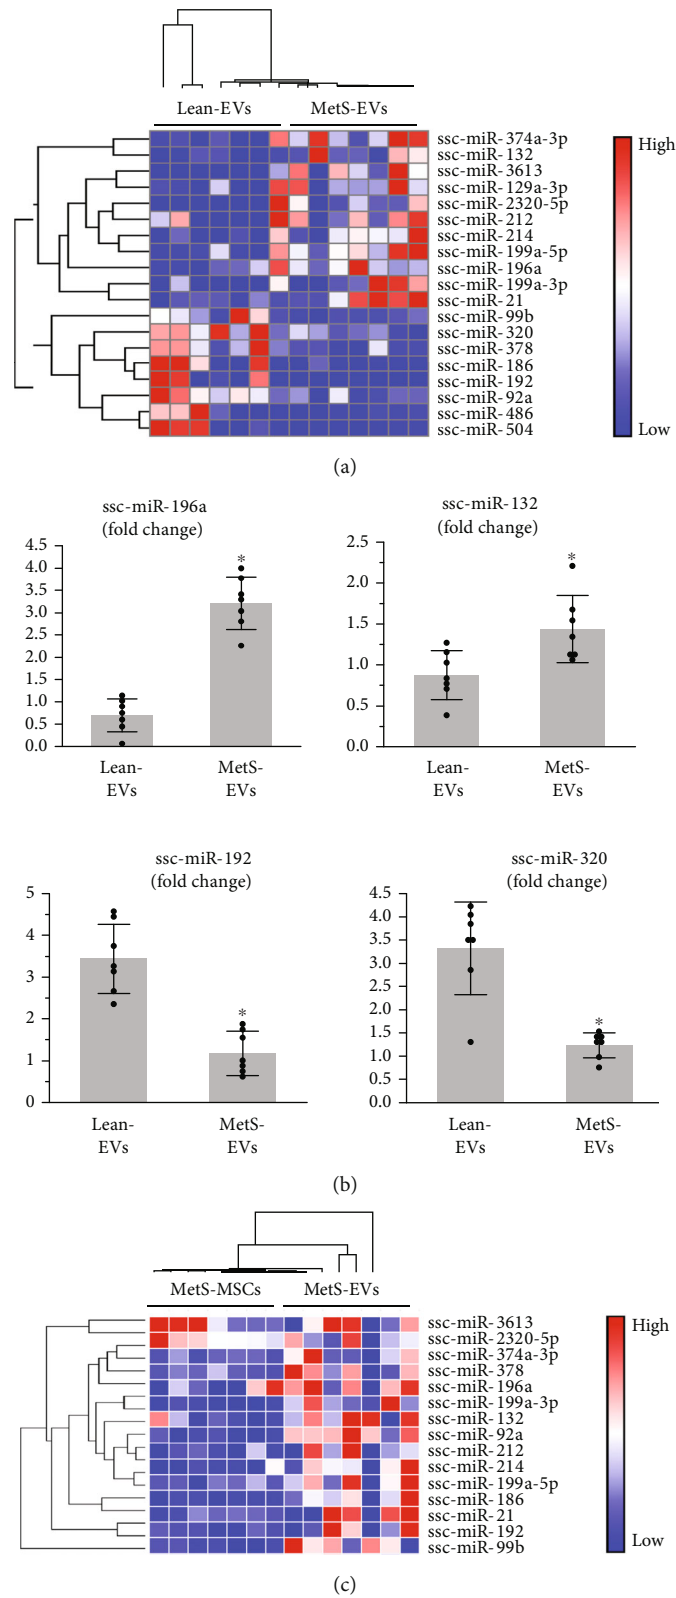 Lean-EVs MetS-EVs
ssc-miR-374a-3p
ssc-miR-132
ssc-miR-3613
ssc-miR-129a-3p
ssc-miR-2320-5p
ssc-miR-212
ssc-miR-214
ssc-miR-199a-5p
ssc-miR-196a
ssc-miR-199a-3p
ssc-miR-21
ssc-miR-99b
ssc-miR-320
ssc-miR-378
ssc-miR-186
ssc-miR-192
ssc-miR-92a
ssc-miR-486
ssc-miR-504
High
Low
(a)
ssc-miR-196a
(fold change)
4.5
4.0
3.5
3.0
2.5
2.0
1.5
1.0
0.5
0.0
*
Lean-
EVs
MetS-
EVs
ssc-miR-132
(fold change)
2.5
2.0
1.5
1.0
0.5
0.0
*
Lean-
EVs
MetS-
EVs
ssc-miR-192
(fold change)
5
4
3
2
1
0
*
Lean-
EVs
MetS-
EVs
ssc-miR-320
(fold change)
4.5
4.0
3.5
3.0
2.5
2.0
1.5
1.0
0.5
0.0
*
Lean-
EVs
MetS-
EVs
(b)
MetS-MSCs MetS-EVs
ssc-miR-3613
ssc-miR-2320-5p
ssc-miR-374a-3p
ssc-miR-378
ssc-miR-196a
ssc-miR-199a-3p
ssc-miR-132
ssc-miR-92a
ssc-miR-212
ssc-miR-214
ssc-miR-199a-5p
ssc-miR-186
ssc-miR-21
ssc-miR-192
ssc-miR-99b
High
Low
(c)